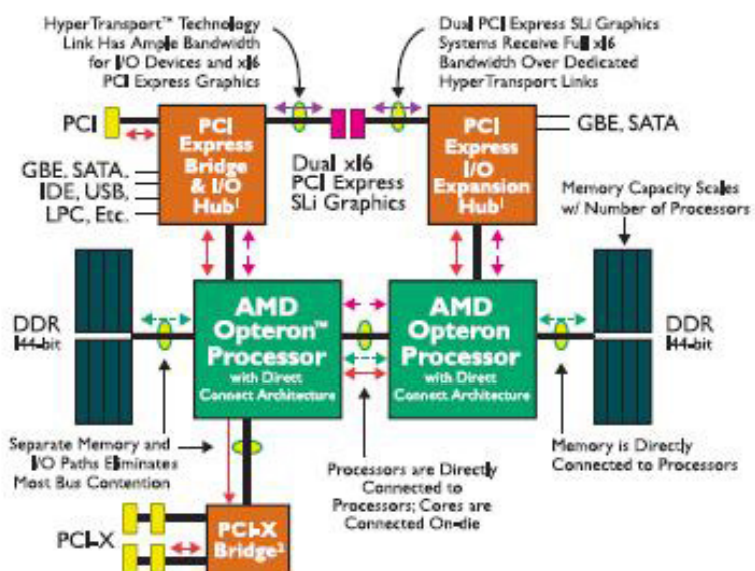 HyperTransport™ Technology
Link Has Ample Bandwidth
for I/O Devices and x16
PCI Express Graphics
Dual PCI Express SLi Graphics
Systems Receive Full x16
Bandwidth Over Dedicated
HyperTransport Links
PCI
PCI
Express
Bridge
& I/O
Hub¹
GBE, SATA,
IDE, USB,
LPC, Etc.
Dual x16
PCI Express
SLi Graphics
PCI
Express
I/O
Expansion
Hub¹
GBE, SATA
Memory Capacity Scales
w/ Number of Processors
DDR
144-bit
AMD
Opteron™
Processor
with Direct
Connect Architecture
AMD
Opteron
Processor
with Direct
Connect Architecture
DDR
144-bit
Separate Memory and
I/O Paths Eliminates
Most Bus Contention
Processors are Directly
Connected to
Processors; Cores are
Connected On-die
Memory is Directly
Connected to Processors
PCI-X
PCI-X
Bridge²